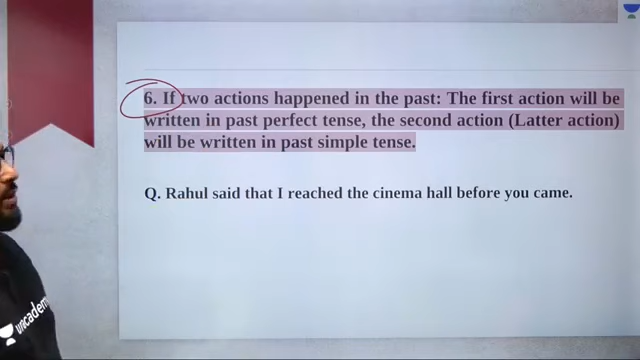 6. If two actions happened in the past: The first action will be
written in past perfect tense, the second action (Latter action)
will be written in past simple tense.
Q. Rahul said that I reached the cinema hall before you came.
unacademy